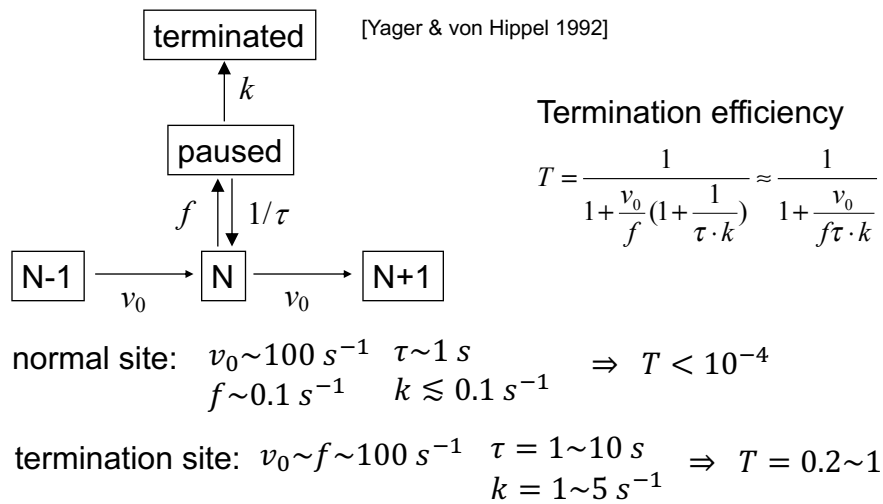 terminated
[Yager & von Hippel 1992]
k
Termination efficiency
paused
T = 1 / (1 + v₀/f (1 + 1/(τ · k))) ≈ 1 / (1 + v₀/(fτ · k))
f 1/τ
N-1 N N+1
v₀ v₀
normal site: v₀~100 s⁻¹ τ~1 s ⇒ T < 10⁻⁴
f~0.1 s⁻¹ k ≲ 0.1 s⁻¹
termination site: v₀~f~100 s⁻¹ τ = 1~10 s ⇒ T = 0.2~1
k = 1~5 s⁻¹